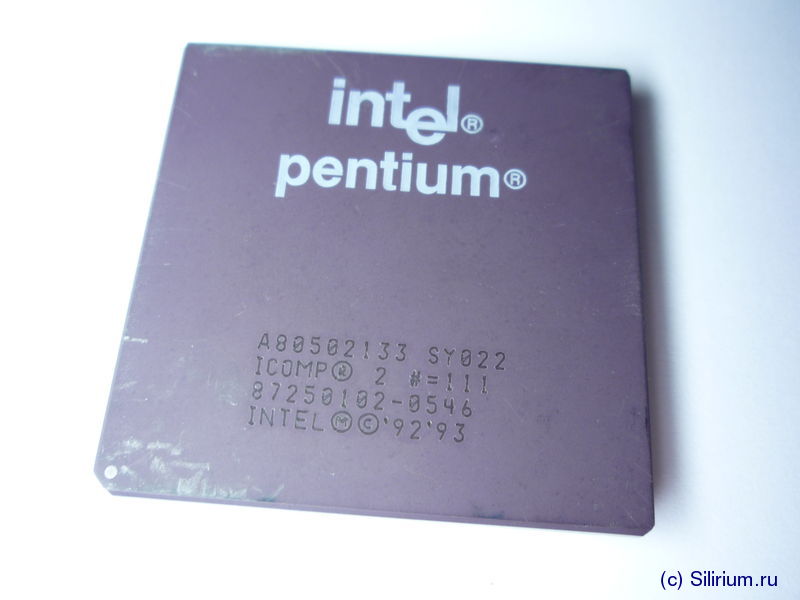 intel®
pentium®
A80502133 SY022
ICOMP® 2 #=111
87250102-0546
INTEL Ⓜ © '92'93
(c) Silirium.ru